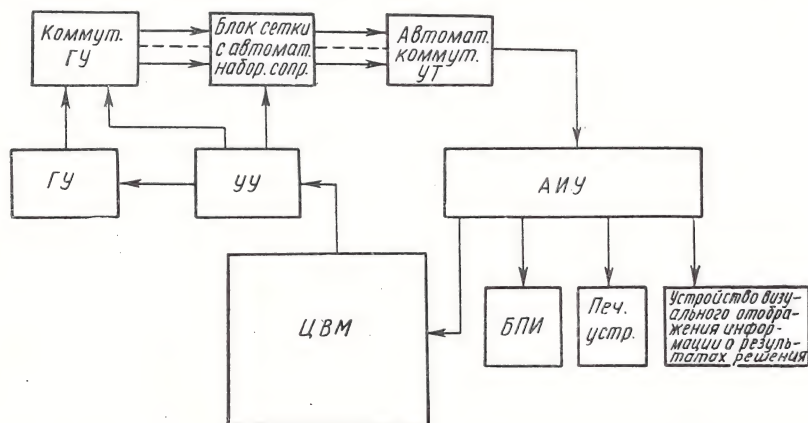 Коммут.
ГУ
Блок сетки
с автомат.
набор. сопр.
Автомат.
коммут.
УТ
ГУ
УУ
АИУ
ЦВМ
БПИ
Печ.
устр.
Устройство визу-
ального отобра-
жения инфор-
мации о резуль-
татах решения